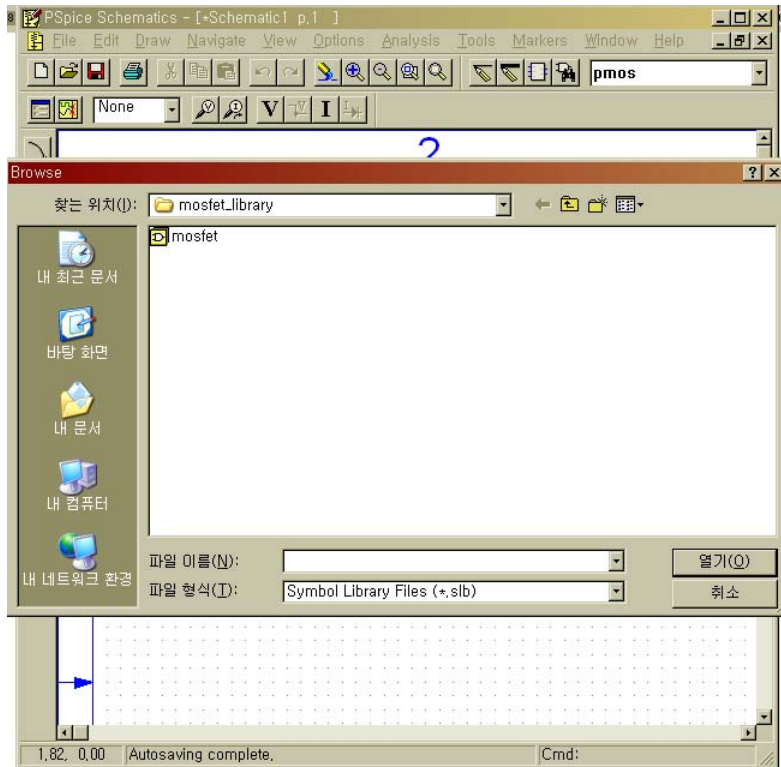 PSpice Schematics - [*Schematic1 p.1 ]
File Edit Draw Navigate View Options Analysis Tools Markers Window Help
pmos
None V V I I
2
Browse
찾는 위치(I): mosfet_library
mosfet
내 최근 문서
바탕 화면
내 문서
내 컴퓨터
내 네트워크 환경
파일 이름(N): 열기(O)
파일 형식(T): Symbol Library Files (*.slb) 취소
1.82, 0.00 Autosaving complete. Cmd: